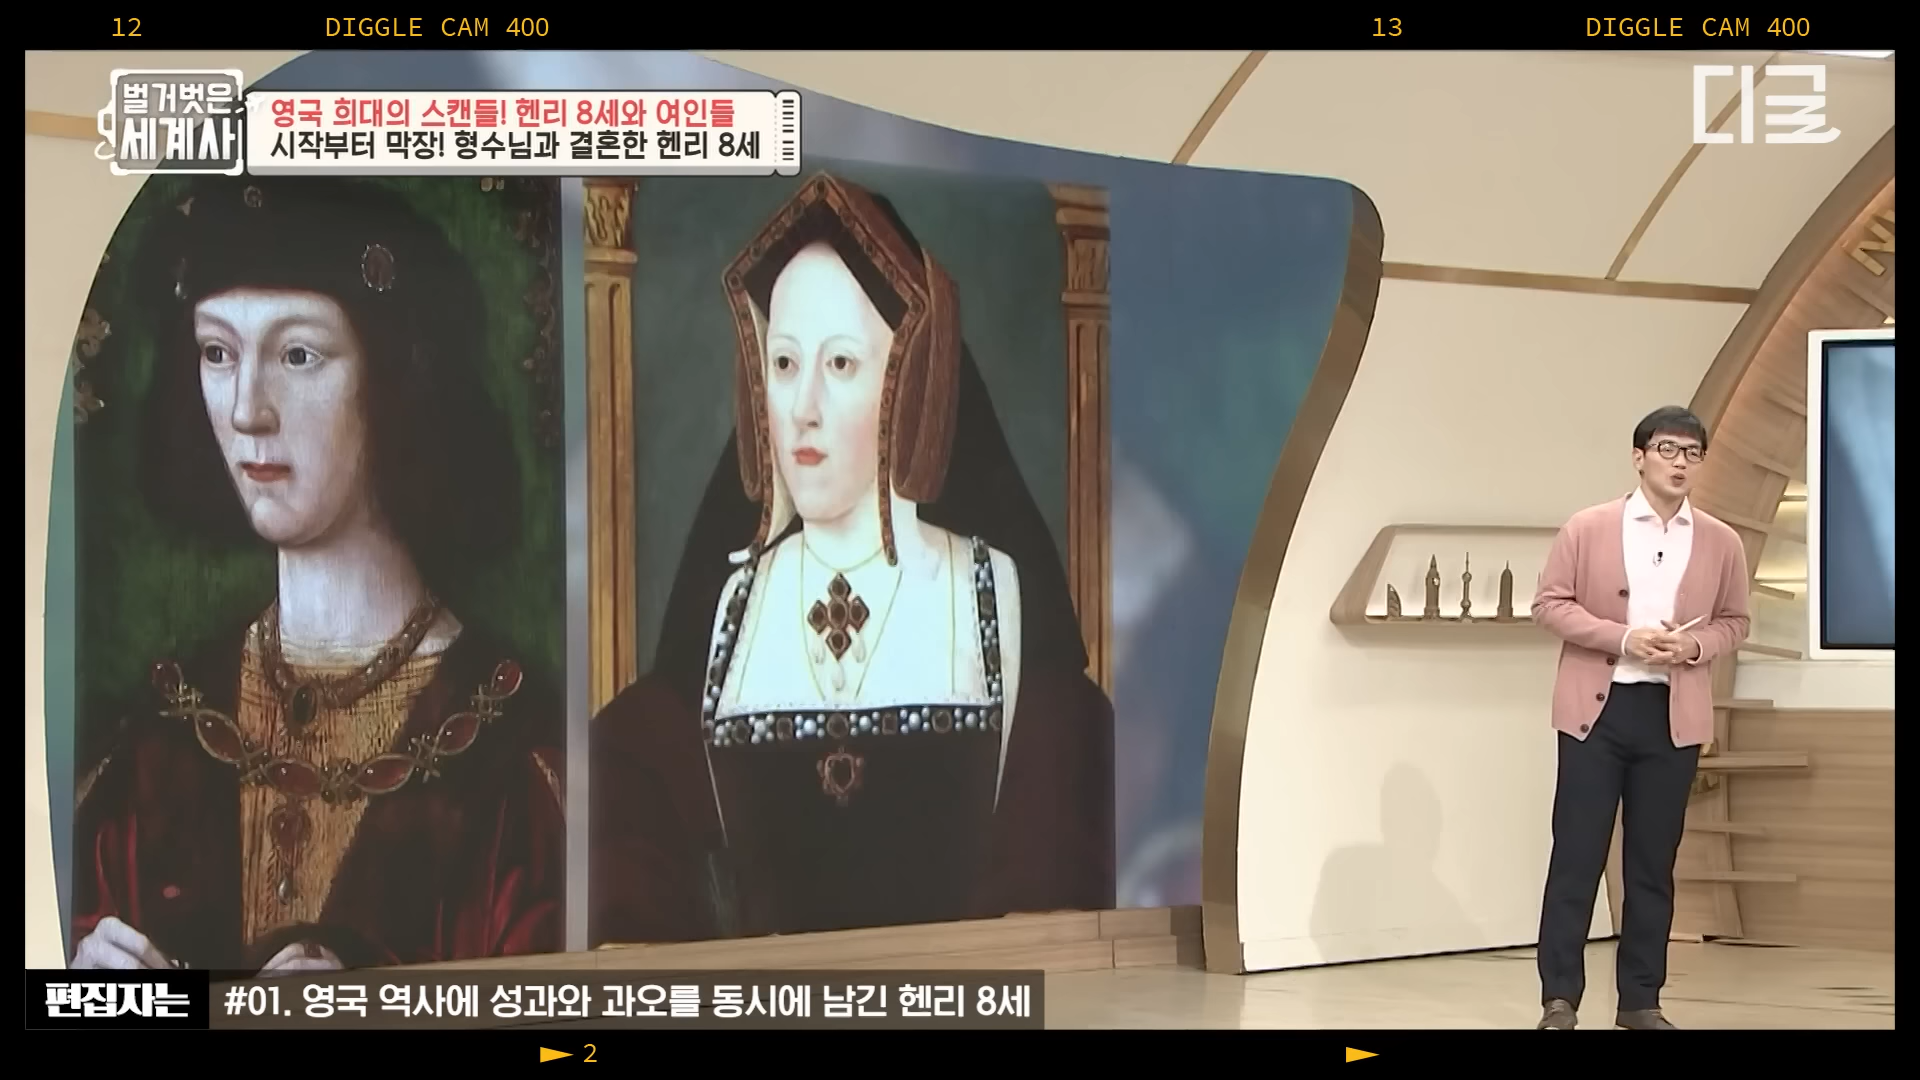 12 DIGGLE CAM 400 13 DIGGLE CAM 400
벌거벗은
세계사
영국 희대의 스캔들! 헨리 8세와 여인들
시작부터 막장! 형수님과 결혼한 헨리 8세
디글
편집자는
#01. 영국 역사에 성과와 과오를 동시에 남긴 헨리 8세
2